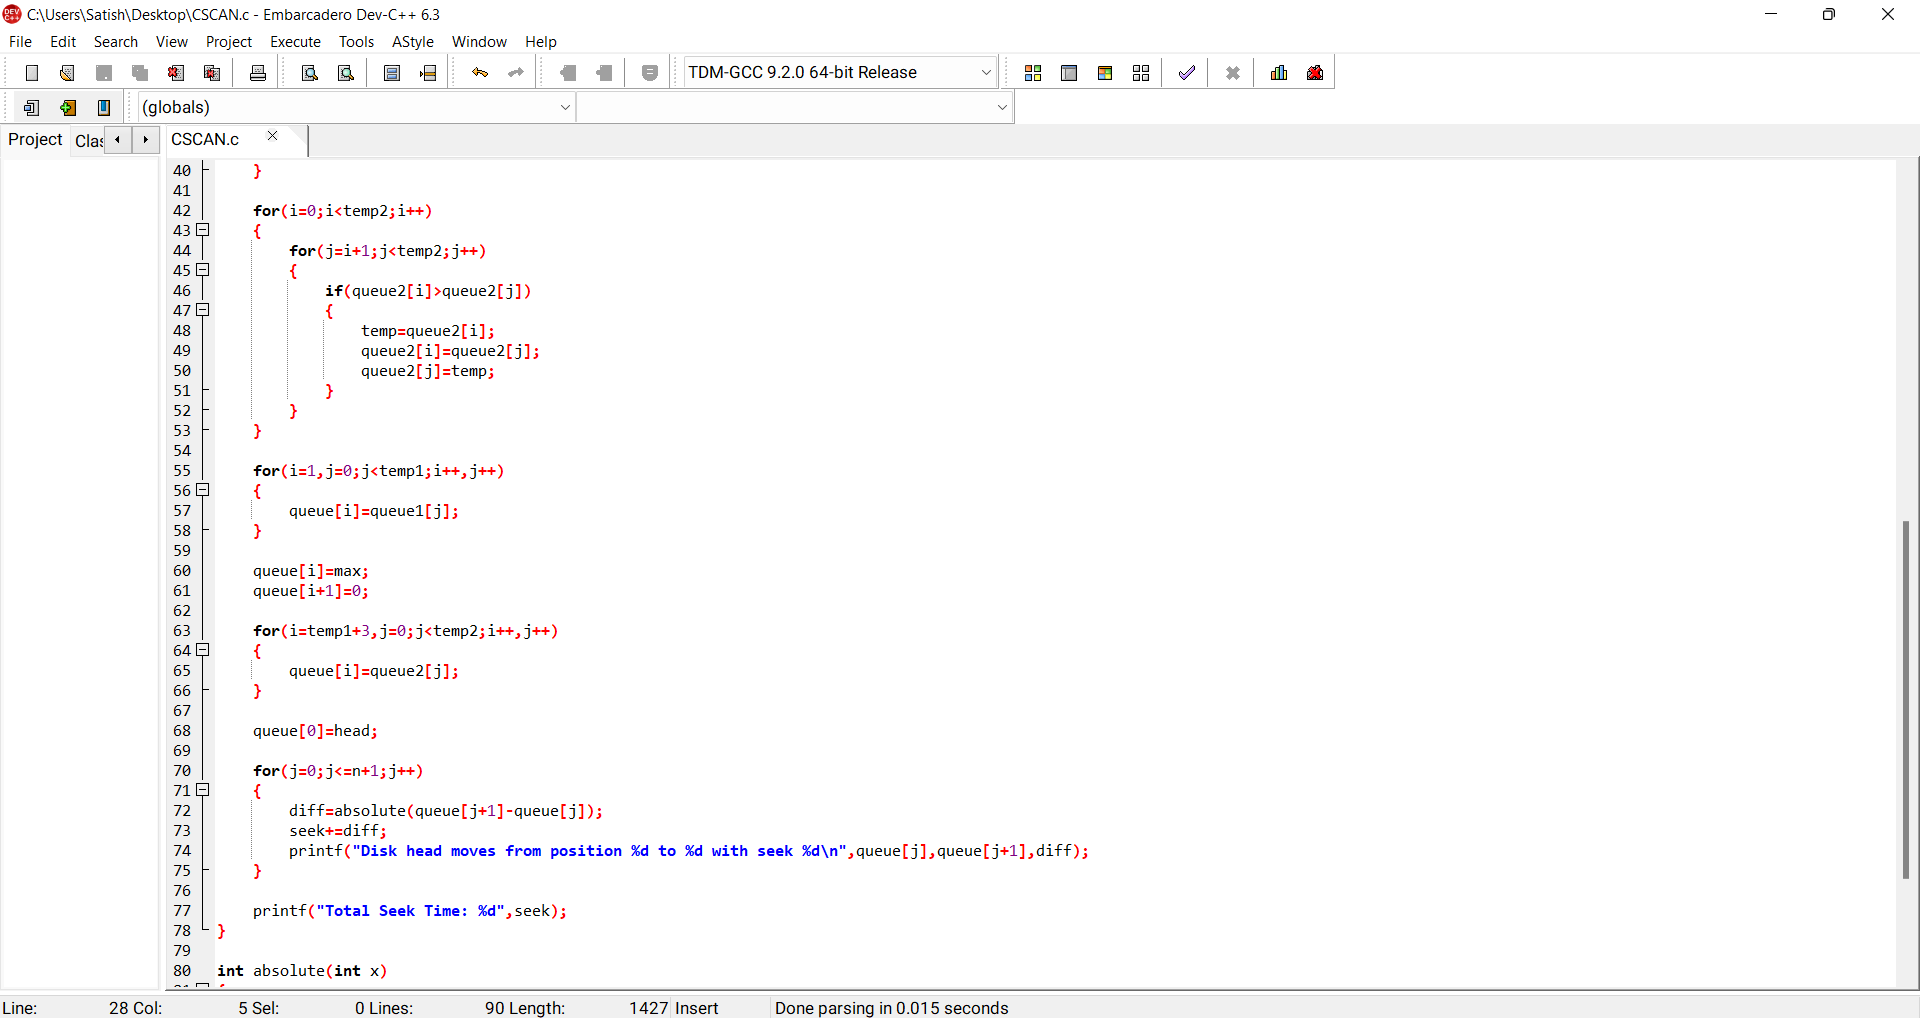 C:\Users\Satish\Desktop\CSCAN.c - Embarcadero Dev-C++ 6.3
File Edit Search View Project Execute Tools AStyle Window Help
TDM-GCC 9.2.0 64-bit Release
(globals)
Project Clas CSCAN.c
40 }
41
42 for(i=0;i<temp2;i++)
43 {
44 for(j=i+1;j<temp2;j++)
45 {
46 if(queue2[i]>queue2[j])
47 {
48 temp=queue2[i];
49 queue2[i]=queue2[j];
50 queue2[j]=temp;
51 }
52 }
53 }
54
55 for(i=1,j=0;j<temp1;i++,j++)
56 {
57 queue[i]=queue1[j];
58 }
59
60 queue[i]=max;
61 queue[i+1]=0;
62
63 for(i=temp1+3,j=0;j<temp2;i++,j++)
64 {
65 queue[i]=queue2[j];
66 }
67
68 queue[0]=head;
69
70 for(j=0;j<=n+1;j++)
71 {
72 diff=absolute(queue[j+1]-queue[j]);
73 seek+=diff;
74 printf("Disk head moves from position %d to %d with seek %d\n",queue[j],queue[j+1],diff);
75 }
76
77 printf("Total Seek Time: %d",seek);
78 }
79
80 int absolute(int x)
Line: 28 Col: 5 Sel: 0 Lines: 90 Length: 1427 Insert Done parsing in 0.015 seconds